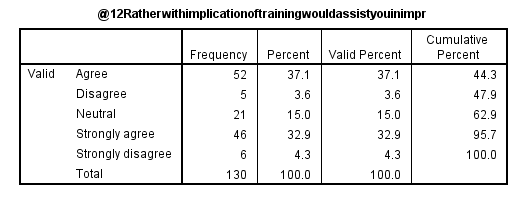 @12Ratherwithimplicationoftrainingwouldassistyouinimpr
Frequency Percent Valid Percent Cumulative Percent
Valid Agree 52 37.1 37.1 44.3
Disagree 5 3.6 3.6 47.9
Neutral 21 15.0 15.0 62.9
Strongly agree 46 32.9 32.9 95.7
Strongly disagree 6 4.3 4.3 100.0
Total 130 100.0 100.0